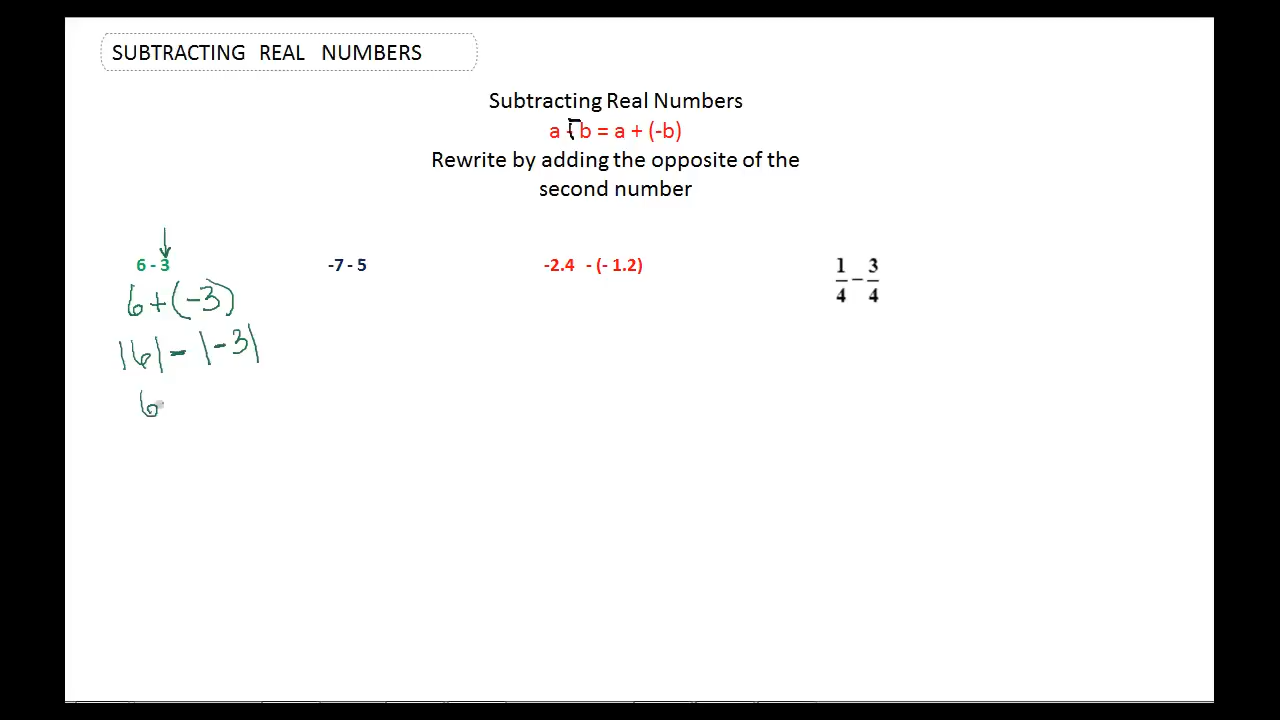 SUBTRACTING REAL NUMBERS
Subtracting Real Numbers
a - b = a + (-b)
Rewrite by adding the opposite of the
second number
6 - 3
-7 - 5
-2.4 - (- 1.2)
1/4 - 3/4
6 + (-3)
|6| - |-3|
6